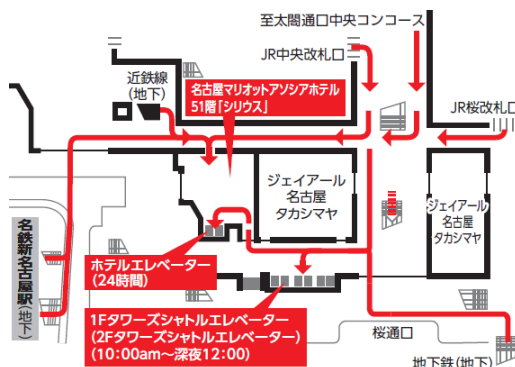 至太閤通口中央コンコース
JR中央改札口
近鉄線
(地下)
名古屋マリオットアソシアホテル
51階「シリウス」
JR桜改札口
ジェイアール
名古屋
タカシマヤ
ジェイアール
名古屋
タカシマヤ
名鉄新名古屋駅(地下)
ホテルエレベーター
(24時間)
1Fタワーズシャトルエレベーター
(2Fタワーズシャトルエレベーター)
(10:00am〜深夜12:00)
桜通口
地下鉄(地下)